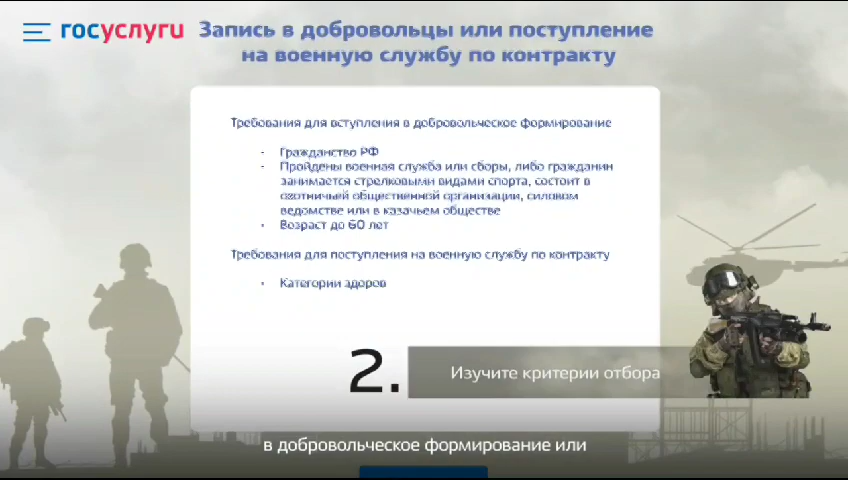 госуслуги
Запись в добровольцы или поступление
на военную службу по контракту
Требования для вступления в добровольческое формирование
- Гражданство РФ
- Пройдены военная служба или сборы, либо гражданин
занимается стрелковыми видами спорта, состоит в
охотничьей общественной организации, силовом
ведомстве или в казачьем обществе
- Возраст до 60 лет
Требования для поступления на военную службу по контракту
- Категории здоров
2. Изучите критерии отбора
в добровольческое формирование или